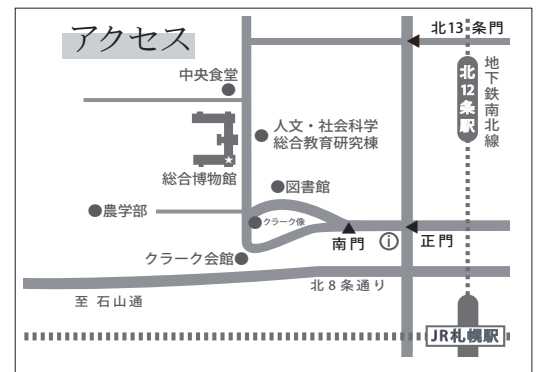 アクセス
北13条門
中央食堂
北12条駅
地下鉄南北線
人文・社会科学
総合教育研究棟
総合博物館
図書館
農学部
クラーク像
南門
i
正門
クラーク会館
北8条通り
至 石山通
JR札幌駅